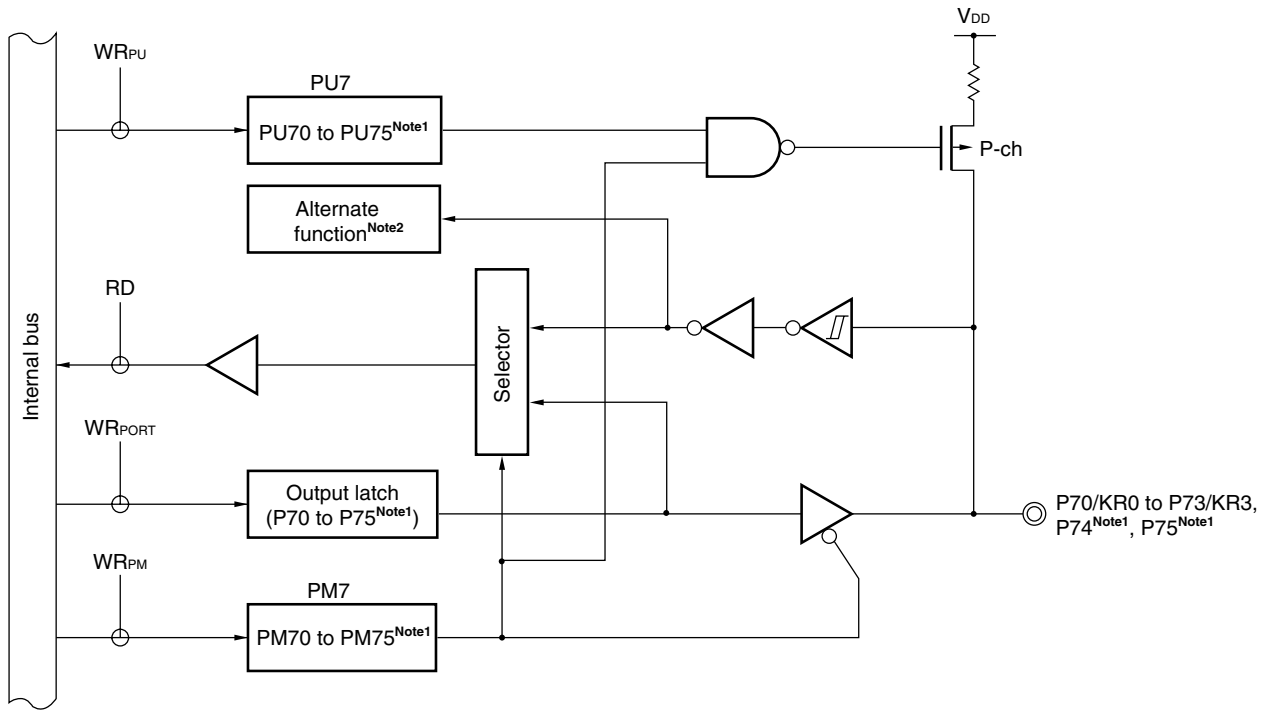 VDD
WRPU
PU7
PU70 to PU75Note1
P-ch
Alternate
functionNote2
RD
Selector
Internal bus
WRPORT
Output latch
(P70 to P75Note1)
P70/KR0 to P73/KR3,
P74Note1, P75Note1
WRPM
PM7
PM70 to PM75Note1